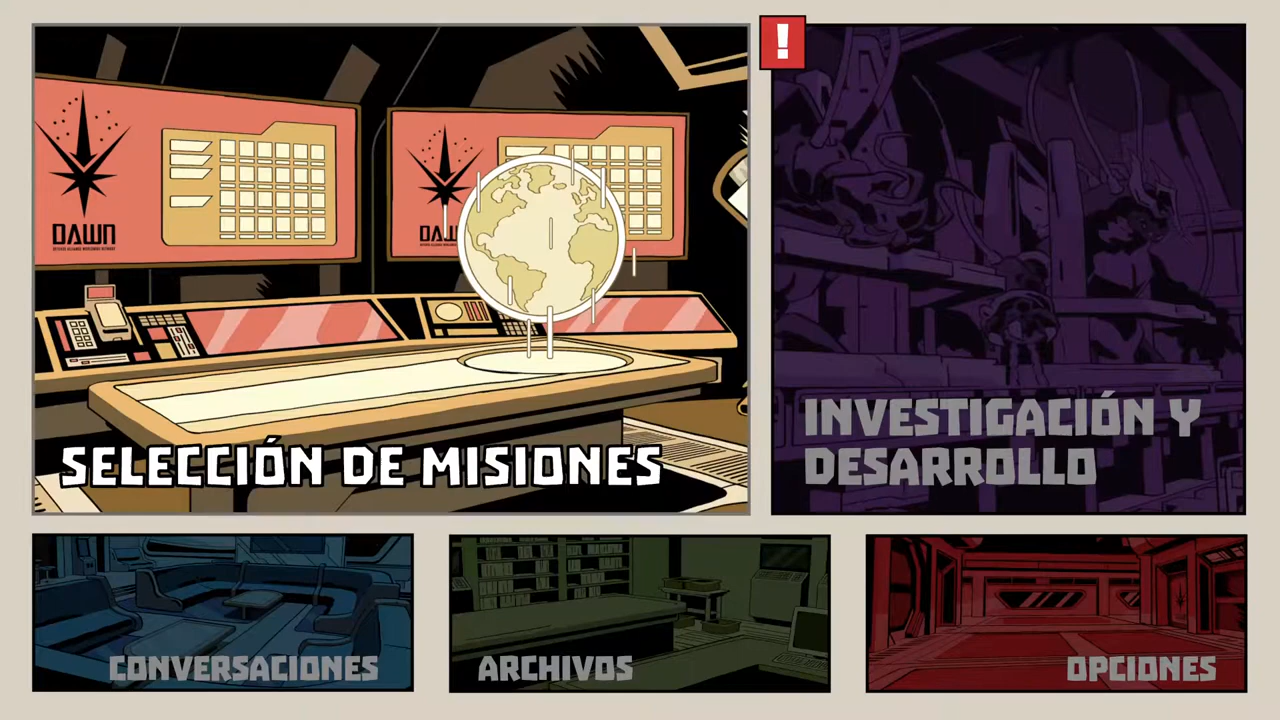 !
DAWN
DAWN
SELECCIÓN DE MISIONES
INVESTIGACIÓN Y
DESARROLLO
CONVERSACIONES
ARCHIVOS
OPCIONES